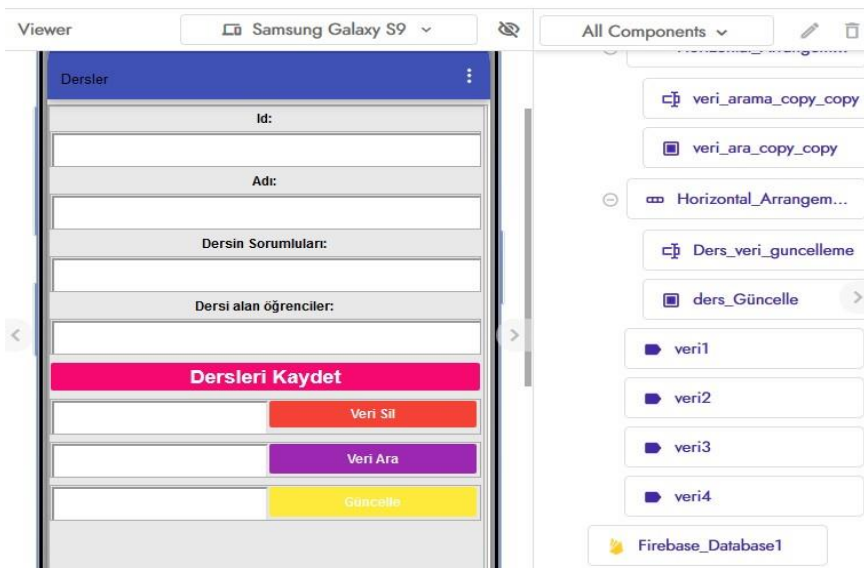 Viewer
Samsung Galaxy S9
All Components
Dersler
Id:
Adı:
Dersin Sorumluları:
Dersi alan öğrenciler:
Dersleri Kaydet
Veri Sil
Veri Ara
Güncelle
Horizontal_Arrangem...
veri_arama_copy_copy
veri_ara_copy_copy
Horizontal_Arrangem...
Ders_veri_guncelleme
ders_Güncelle
veri1
veri2
veri3
veri4
Firebase_Database1